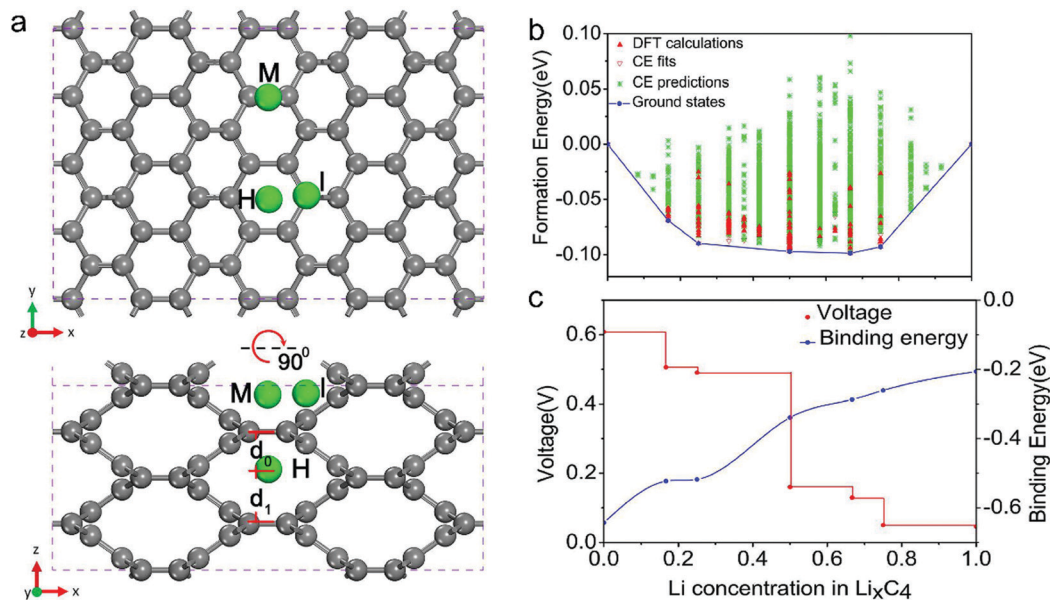 a
M
H
I
y
z
x
90⁰
M
I
d₀
H
d₁
z
y
x
b
0.10
0.05
0.00
-0.05
-0.10
Formation Energy(eV)
DFT calculations
CE fits
CE predictions
Ground states
c
0.6
0.4
0.2
0.0
Voltage(V)
Voltage
Binding energy
0.0
-0.2
-0.4
-0.6
Binding Energy(eV)
0.0 0.2 0.4 0.6 0.8 1.0
Li concentration in LiₓC₄